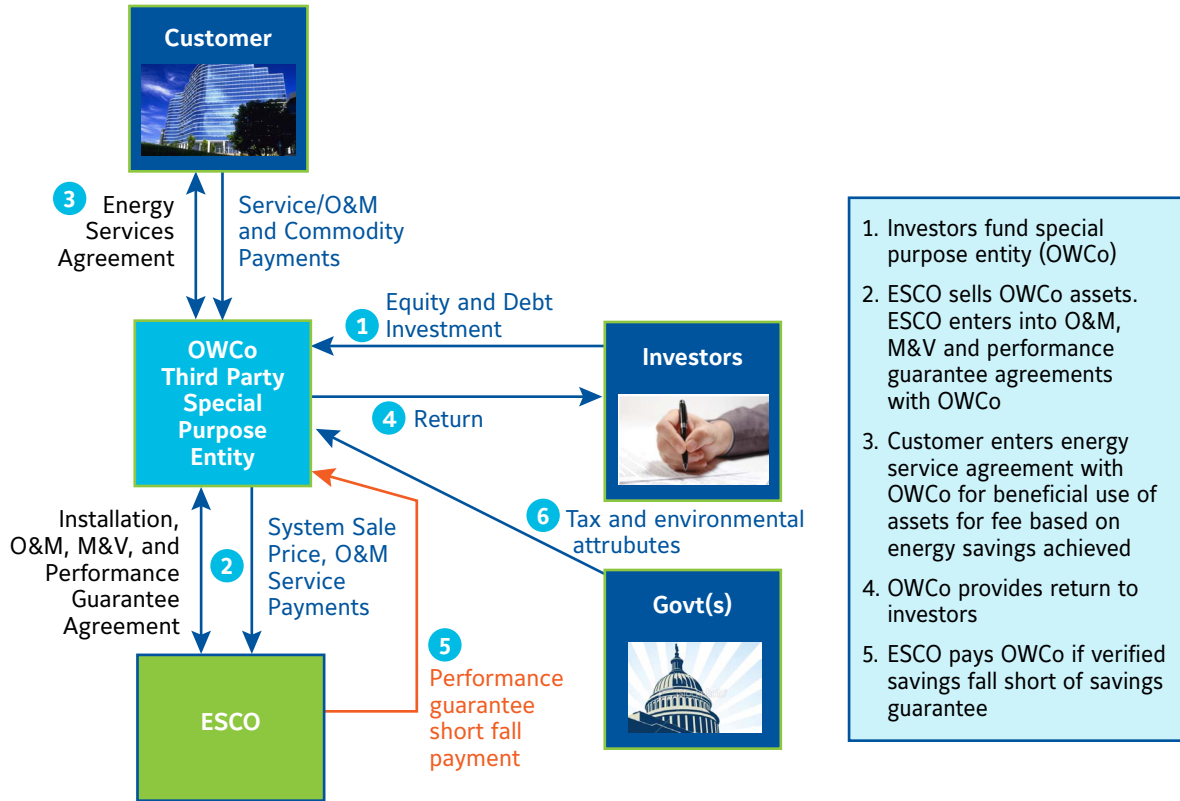 Customer
3
Energy
Services
Agreement
Service/O&M
and Commodity
Payments
1
Equity and Debt
Investment
OWCo
Third Party
Special
Purpose
Entity
Investors
4
Return
6
Tax and environmental
attrubutes
Installation,
O&M, M&V, and
Performance
Guarantee
Agreement
2
System Sale
Price, O&M
Service
Payments
Govt(s)
5
Performance
guarantee
short fall
payment
ESCO
1. Investors fund special
purpose entity (OWCo)
2. ESCO sells OWCo assets.
ESCO enters into O&M,
M&V and performance
guarantee agreements
with OWCo
3. Customer enters energy
service agreement with
OWCo for beneficial use of
assets for fee based on
energy savings achieved
4. OWCo provides return to
investors
5. ESCO pays OWCo if verified
savings fall short of savings
guarantee